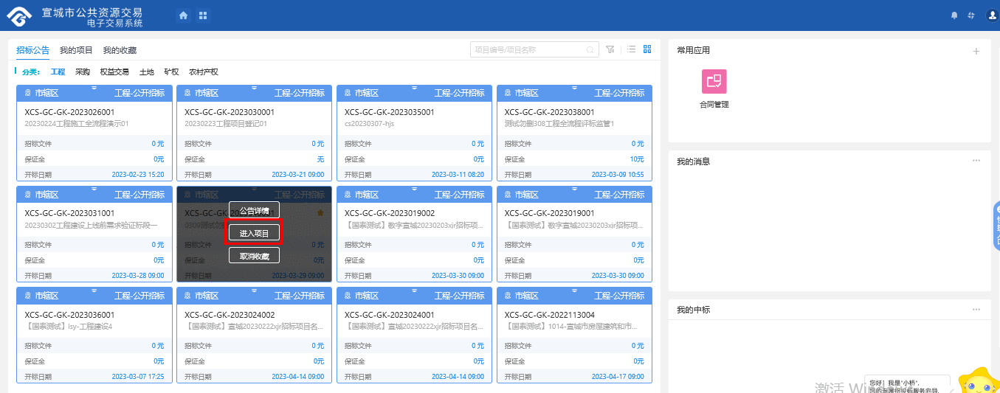 宣城市公共资源交易
电子交易系统
招标公告 我的项目 我的收藏
项目编号/项目名称
分类： 工程 采购 权益交易 土地 矿权 农村产权
市辖区 工程-公开招标
XCS-GC-GK-2023026001
20230224工程施工全流程演示01
招标文件 0 元
保证金 0元
开标日期 2023-02-23 15:20
市辖区 工程-公开招标
XCS-GC-GK-2023030001
20230223工程项目登记01
招标文件 0 元
保证金 无
开标日期 2023-03-21 09:00
市辖区 工程-公开招标
XCS-GC-GK-2023035001
cs20230307-hjs
招标文件 0 元
保证金 0元
开标日期 2023-03-11 08:20
市辖区 工程-公开招标
XCS-GC-GK-2023038001
测试勿删308工程全流程评标监管1
招标文件 0 元
保证金 10元
开标日期 2023-03-09 10:55
市辖区 工程-公开招标
XCS-GC-GK-2023031001
20230302工程建设上线前需求验证标段一
招标文件 0 元
保证金 0元
开标日期 2023-03-28 09:00
市辖区 工程-公开招标
公告详情
XCS-GC-GK-
0309测试勿
进入项目
招标文件 0 元
取消收藏
保证金 0元
开标日期 2023-03-29 09:00
市辖区 工程-公开招标
XCS-GC-GK-2023019002
【国泰测试】数字宣城20230203xjr招标项...
招标文件 0 元
保证金 0元
开标日期 2023-03-30 09:00
市辖区 工程-公开招标
XCS-GC-GK-2023019001
【国泰测试】数字宣城20230203xjr招标项...
招标文件 0 元
保证金 0元
开标日期 2023-03-30 09:00
市辖区 工程-公开招标
XCS-GC-GK-2023036001
【国泰测试】lsy-工程建设4
招标文件 0 元
保证金 0元
开标日期 2023-03-07 17:25
市辖区 工程-公开招标
XCS-GC-GK-2023024002
【国泰测试】宣城20230222xjr招标项目名...
招标文件 0 元
保证金 0元
开标日期 2023-04-14 09:00
市辖区 工程-公开招标
XCS-GC-GK-2023024001
【国泰测试】宣城20230222xjr招标项目名...
招标文件 0 元
保证金 0元
开标日期 2023-04-14 09:00
市辖区 工程-公开招标
XCS-GC-GK-2022113004
【国泰测试】1014-宣城市房屋建筑和市...
招标文件 0 元
保证金 0元
开标日期 2023-04-17 09:00
常用应用
合同管理
我的消息
我的中标
激活 Windows
您好！我是"小桥"，
您的专属招投标服务向导,